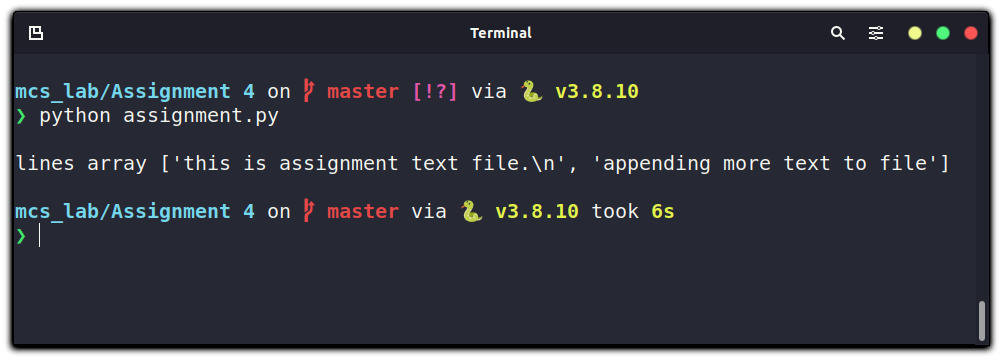 Terminal
mcs_lab/Assignment 4 on master [!?] via 🐍 v3.8.10
❯ python assignment.py
lines array ['this is assignment text file.\n', 'appending more text to file']
mcs_lab/Assignment 4 on master via 🐍 v3.8.10 took 6s
❯